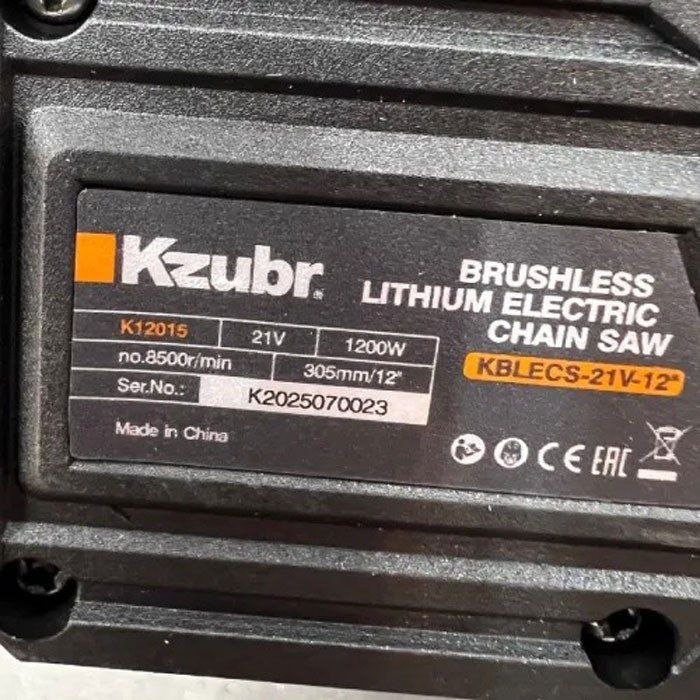 Kzubr®
BRUSHLESS
LITHIUM ELECTRIC
CHAIN SAW
KBLECS-21V-12"
K12015 21V 1200W
no.8500r/min 305mm/12"
Ser.No.: K2025070023
Made in China
CE EAC